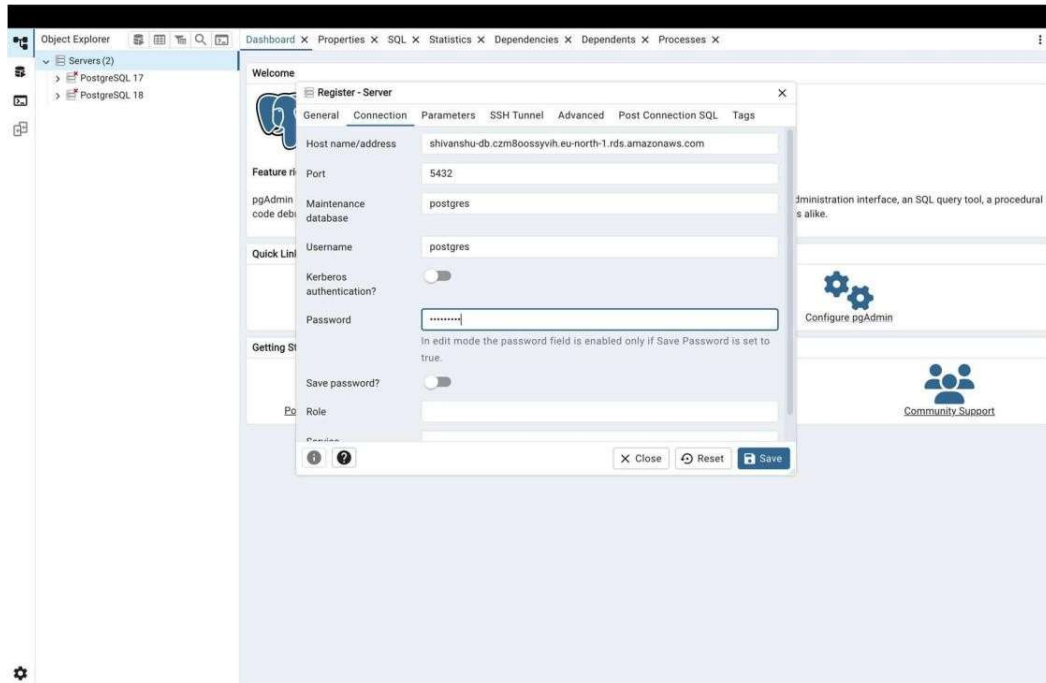 Object Explorer
Dashboard Properties SQL Statistics Dependencies Dependents Processes
Servers (2)
PostgreSQL 17
PostgreSQL 18
Welcome
Register - Server
General Connection Parameters SSH Tunnel Advanced Post Connection SQL Tags
Host name/address shivanshu-db.czm8oossyvih.eu-north-1.rds.amazonaws.com
Feature ri
Port 5432
pgAdmin
code deb
Maintenance
database
postgres
dministration interface, an SQL query tool, a procedural
s alike.
Username postgres
Quick Lin
Kerberos
authentication?
Configure pgAdmin
Password •••••••••
In edit mode the password field is enabled only if Save Password is set to
true.
Getting St
Save password?
Po
Role
Community Support
Service
Close Reset Save